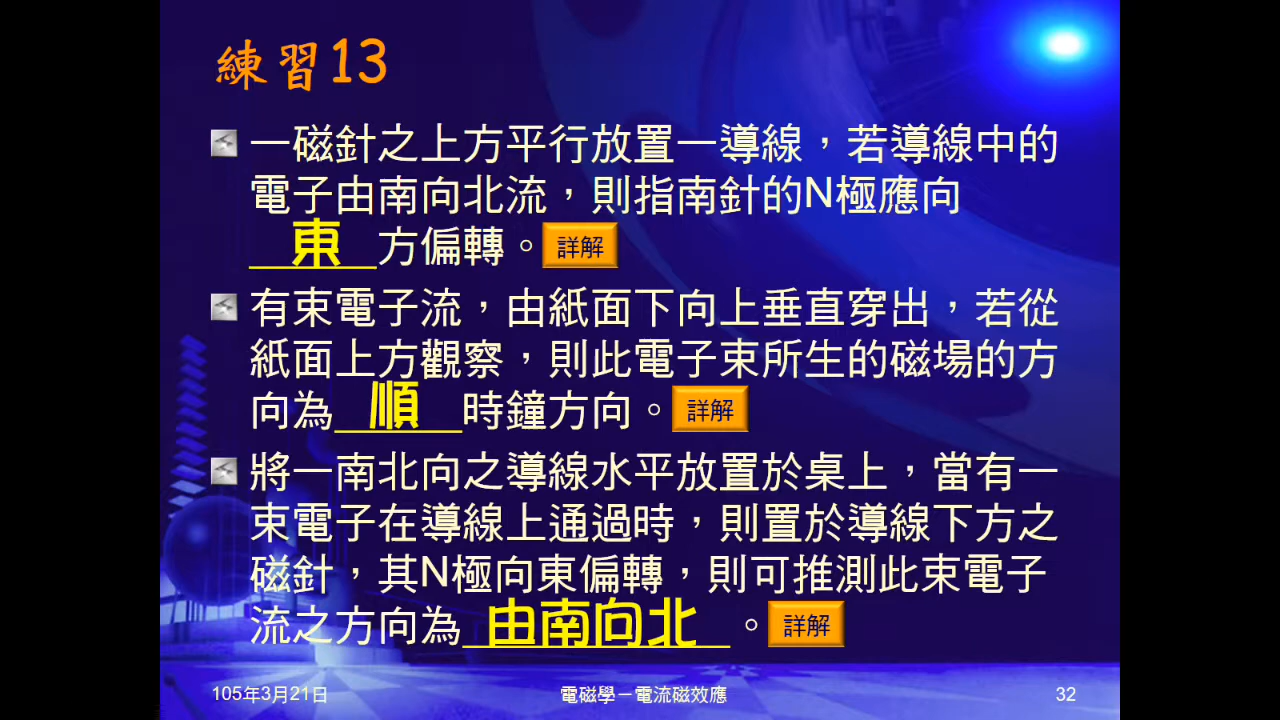 練習13
一磁針之上方平行放置一導線，若導線中的
電子由南向北流，則指南針的N極應向
東方偏轉。詳解
有束電子流，由紙面下向上垂直穿出，若從
紙面上方觀察，則此電子束所生的磁場的方
向為順時鐘方向。詳解
將一南北向之導線水平放置於桌上，當有一
束電子在導線上通過時，則置於導線下方之
磁針，其N極向東偏轉，則可推測此束電子
流之方向為由南向北。詳解
105年3月21日
電磁學－電流磁效應
32